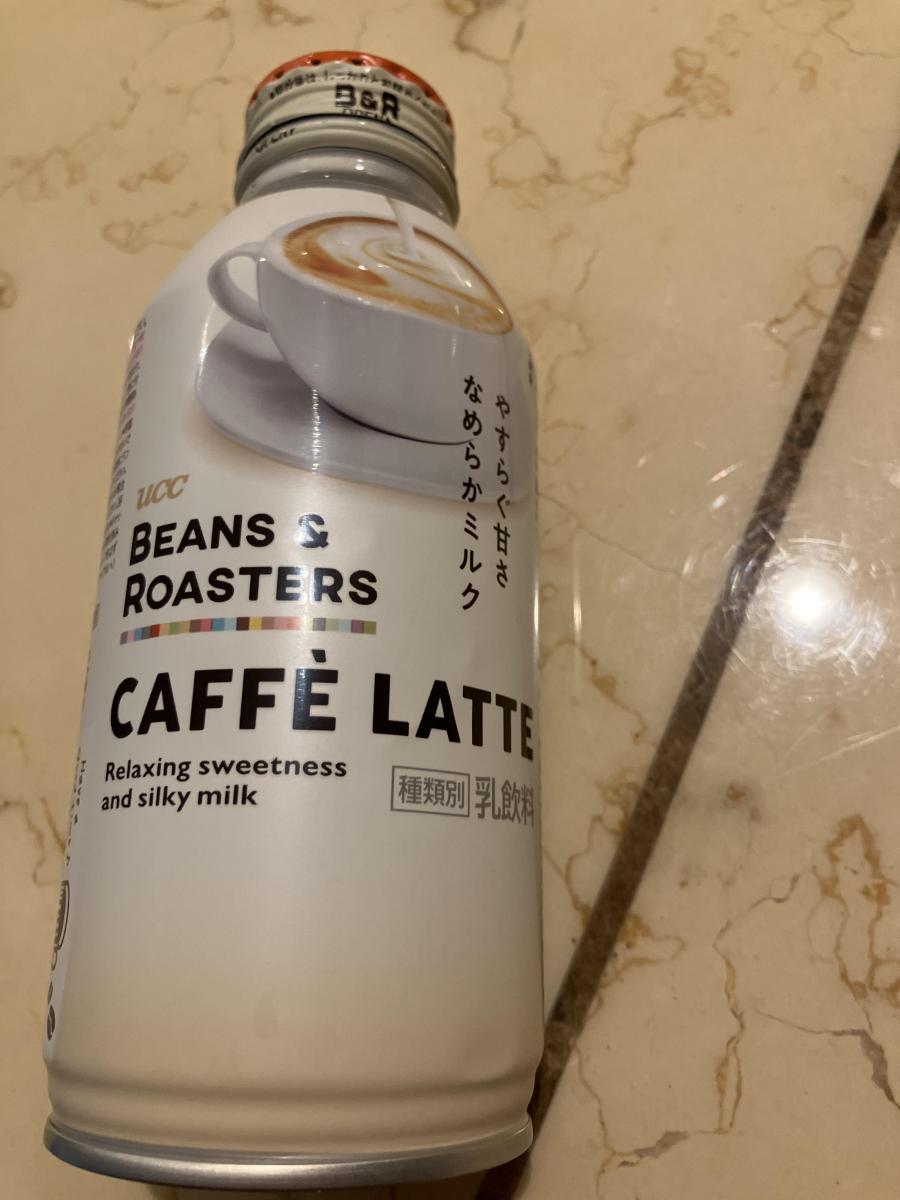 B&R
ucc
BEANS &
ROASTERS
やすらぐ甘さ
なめらかミルク
CAFFÈ LATTE
Relaxing sweetness
and silky milk
種類別 乳飲料